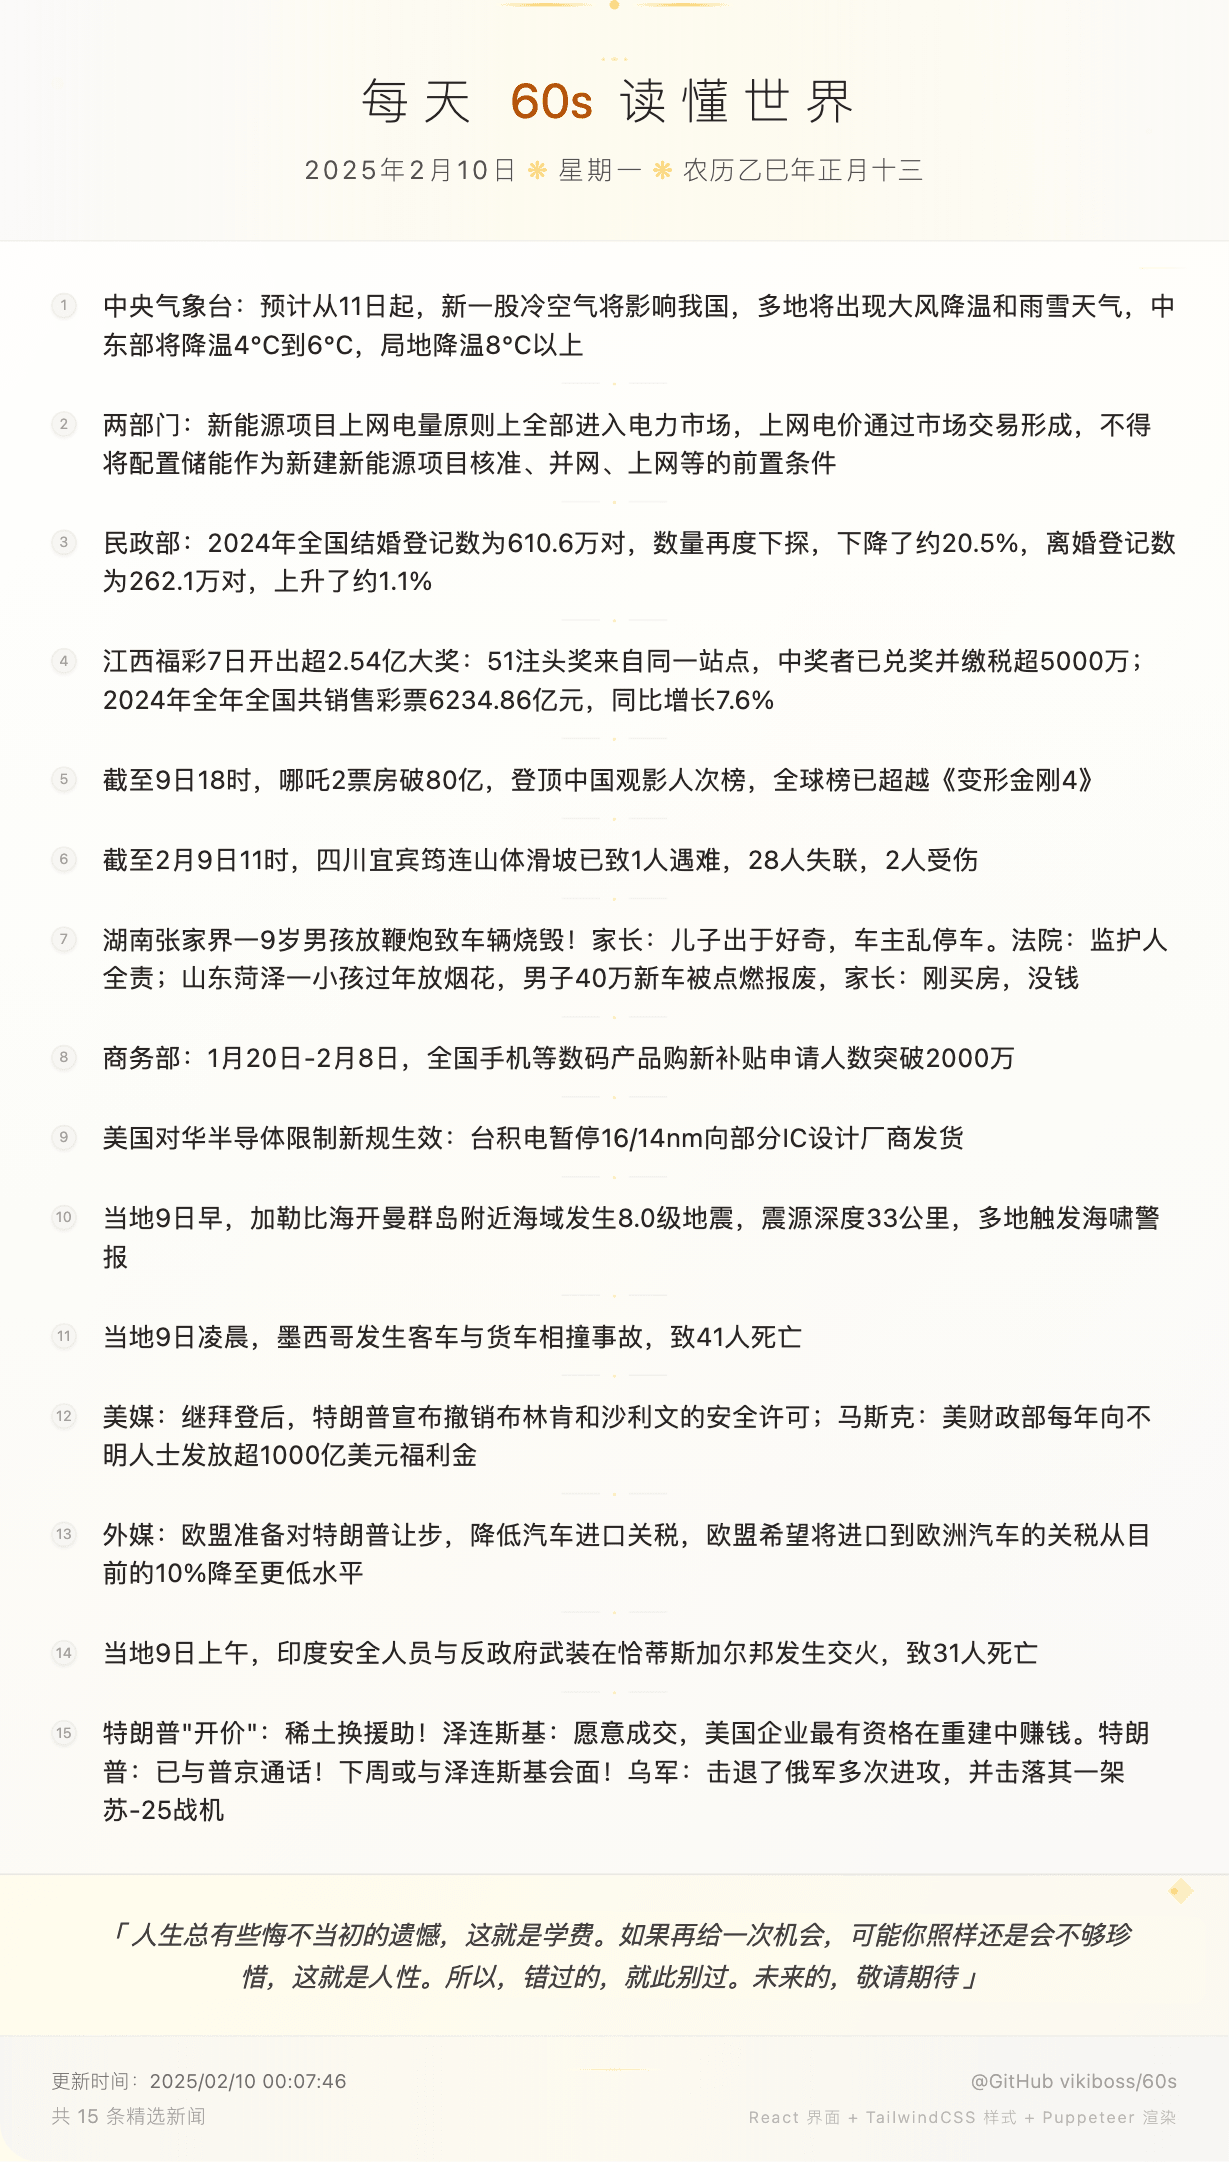 每天 60s 读懂世界
2025年2月10日 ❋ 星期一 ❋ 农历乙巳年正月十三
1 中央气象台：预计从11日起，新一股冷空气将影响我国，多地将出现大风降温和雨雪天气，中
东部将降温4°C到6°C，局地降温8°C以上
2 两部门：新能源项目上网电量原则上全部进入电力市场，上网电价通过市场交易形成，不得
将配置储能作为新建新能源项目核准、并网、上网等的前置条件
3 民政部：2024年全国结婚登记数为610.6万对，数量再度下探，下降了约20.5%，离婚登记数
为262.1万对，上升了约1.1%
4 江西福彩7日开出超2.54亿大奖：51注头奖来自同一站点，中奖者已兑奖并缴税超5000万；
2024年全年全国共销售彩票6234.86亿元，同比增长7.6%
5 截至9日18时，哪吒2票房破80亿，登顶中国观影人次榜，全球榜已超越《变形金刚4》
6 截至2月9日11时，四川宜宾筠连山体滑坡已致1人遇难，28人失联，2人受伤
7 湖南张家界一9岁男孩放鞭炮致车辆烧毁！家长：儿子出于好奇，车主乱停车。法院：监护人
全责；山东菏泽一小孩过年放烟花，男子40万新车被点燃报废，家长：刚买房，没钱
8 商务部：1月20日-2月8日，全国手机等数码产品购新补贴申请人数突破2000万
9 美国对华半导体限制新规生效：台积电暂停16/14nm向部分IC设计厂商发货
10 当地9日早，加勒比海开曼群岛附近海域发生8.0级地震，震源深度33公里，多地触发海啸警
报
11 当地9日凌晨，墨西哥发生客车与货车相撞事故，致41人死亡
12 美媒：继拜登后，特朗普宣布撤销布林肯和沙利文的安全许可；马斯克：美财政部每年向不
明人士发放超1000亿美元福利金
13 外媒：欧盟准备对特朗普让步，降低汽车进口关税，欧盟希望将进口到欧洲汽车的关税从目
前的10%降至更低水平
14 当地9日上午，印度安全人员与反政府武装在恰蒂斯加尔邦发生交火，致31人死亡
15 特朗普"开价"：稀土换援助！泽连斯基：愿意成交，美国企业最有资格在重建中赚钱。特朗
普：已与普京通话！下周或与泽连斯基会面！乌军：击退了俄军多次进攻，并击落其一架
苏-25战机
「 人生总有些悔不当初的遗憾，这就是学费。如果再给一次机会，可能你照样还是会不够珍
惜，这就是人性。所以，错过的，就此别过。未来的，敬请期待 」
更新时间：2025/02/10 00:07:46
@GitHub vikiboss/60s
共 15 条精选新闻
React 界面 + TailwindCSS 样式 + Puppeteer 渲染